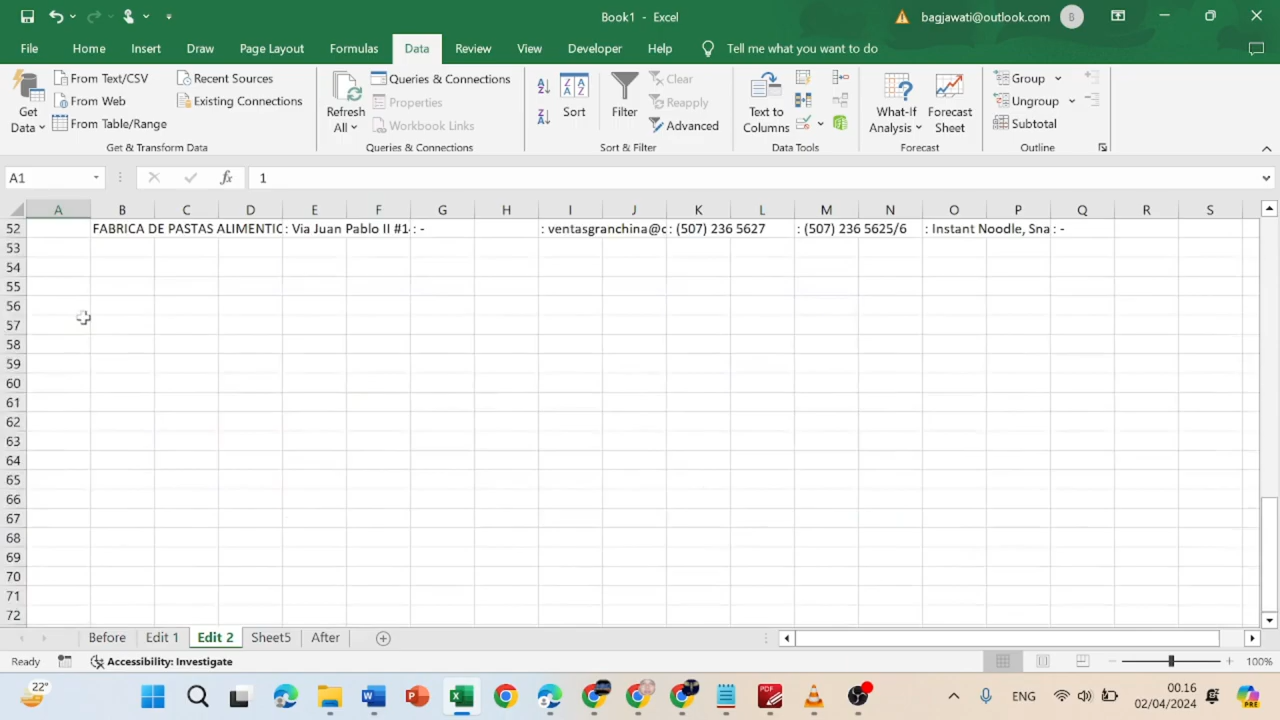 Book1 - Excel
bagjawati@outlook.com
B
File Home Insert Draw Page Layout Formulas Data Review View Developer Help Tell me what you want to do
Get Data
From Text/CSV
From Web
From Table/Range
Recent Sources
Existing Connections
Get & Transform Data
Refresh All
Queries & Connections
Properties
Workbook Links
Queries & Connections
Sort
Filter
Clear
Reapply
Advanced
Sort & Filter
Text to Columns
Data Tools
What-If Analysis
Forecast Sheet
Forecast
Group
Ungroup
Subtotal
Outline
A1
fx
1
A B C D E F G H I J K L M N O P Q R S
52 FABRICA DE PASTAS ALIMENTIC : Via Juan Pablo II #1- : - : ventasgranchina@c : (507) 236 5627 : (507) 236 5625/6 : Instant Noodle, Sna : -
53
54
55
56
57
58
59
60
61
62
63
64
65
66
67
68
69
70
71
72
Before Edit 1 Edit 2 Sheet5 After
Ready Accessibility: Investigate 100%
22°
ENG
00.16
02/04/2024
PDF
PRE